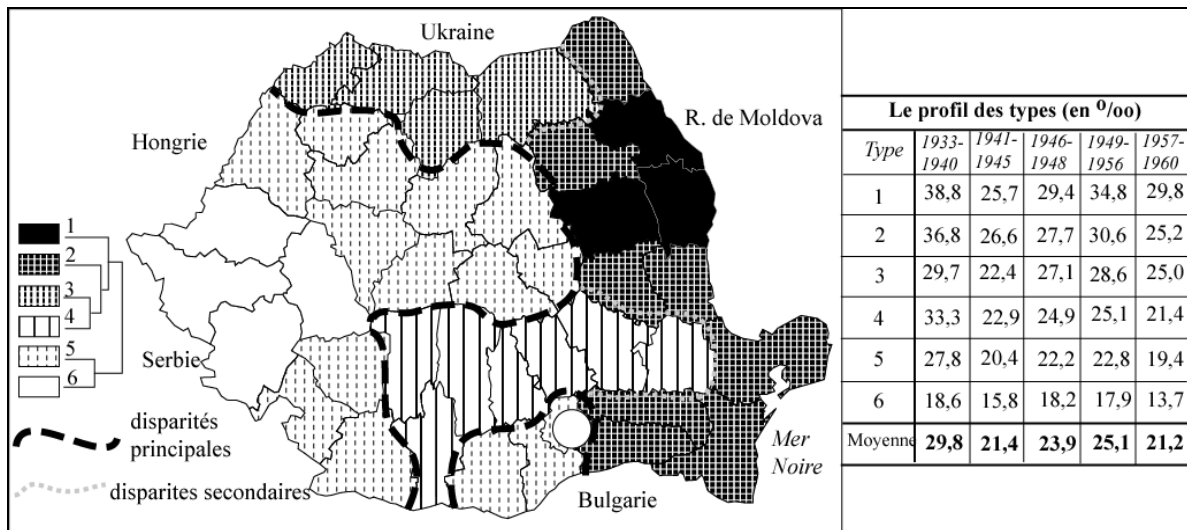 Ukraine
R. de Moldova
Hongrie
1
2
3
4
5
6
Serbie
disparités
principales
disparites secondaires
Bulgarie
Mer
Noire
Le profil des types (en º/oo)
Type 1933-1940 1941-1945 1946-1948 1949-1956 1957-1960
1 38,8 25,7 29,4 34,8 29,8
2 36,8 26,6 27,7 30,6 25,2
3 29,7 22,4 27,1 28,6 25,0
4 33,3 22,9 24,9 25,1 21,4
5 27,8 20,4 22,2 22,8 19,4
6 18,6 15,8 18,2 17,9 13,7
Moyenne 29,8 21,4 23,9 25,1 21,2